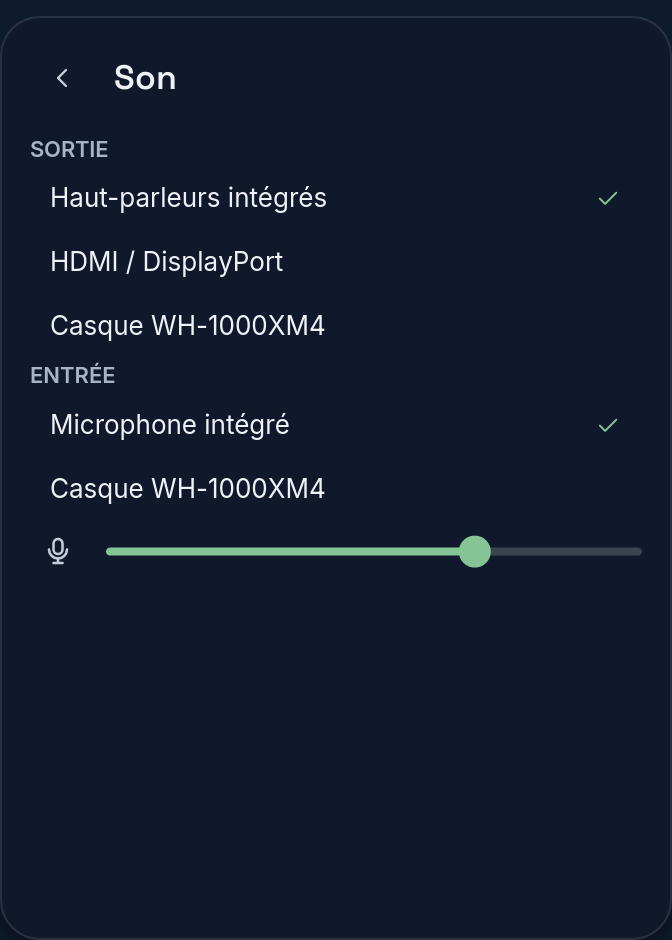 Son
SORTIE
Haut-parleurs intégrés
HDMI / DisplayPort
Casque WH-1000XM4
ENTRÉE
Microphone intégré
Casque WH-1000XM4